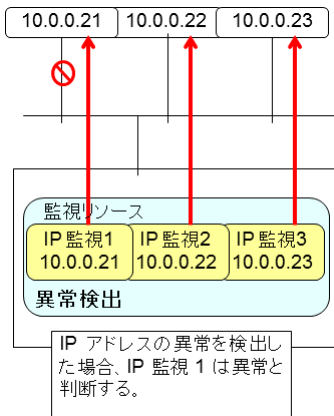 10.0.0.21 10.0.0.22 10.0.0.23
監視リソース
IP 監視1 IP 監視2 IP 監視3
10.0.0.21 10.0.0.22 10.0.0.23
異常検出
IP アドレスの異常を検出し
た場合、IP 監視 1 は異常と
判断する。